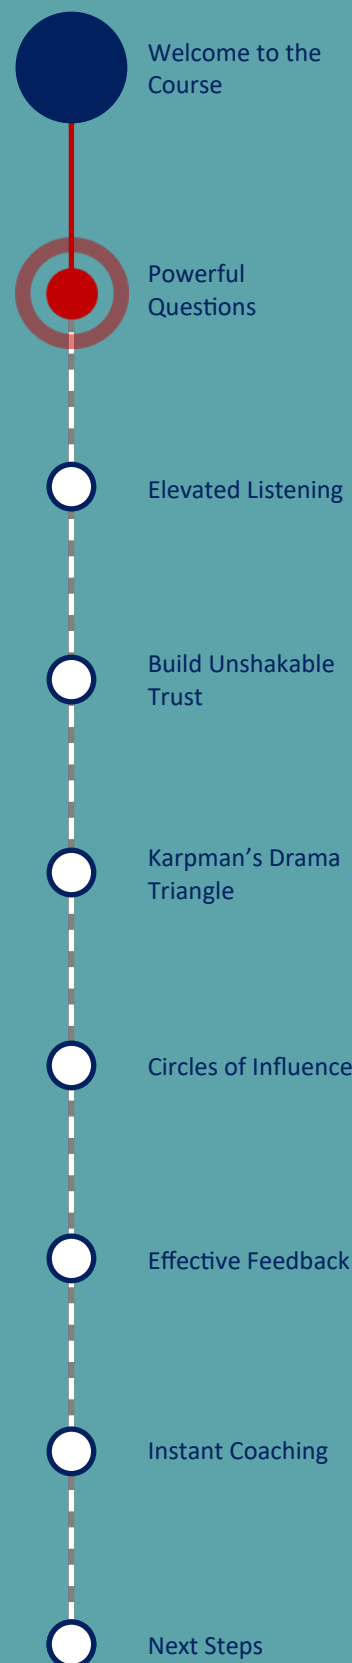 Welcome to the
Course
Powerful
Questions
Elevated Listening
Build Unshakable
Trust
Karpman’s Drama
Triangle
Circles of Influence
Effective Feedback
Instant Coaching
Next Steps